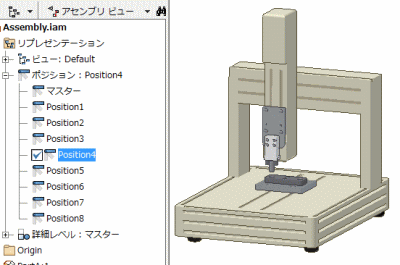 アセンブリ ビュー
Assembly.iam
リプレゼンテーション
ビュー: Default
ポジション : Position4
マスター
Position1
Position2
Position3
Position4
Position5
Position6
Position7
Position8
詳細レベル : マスター
Origin